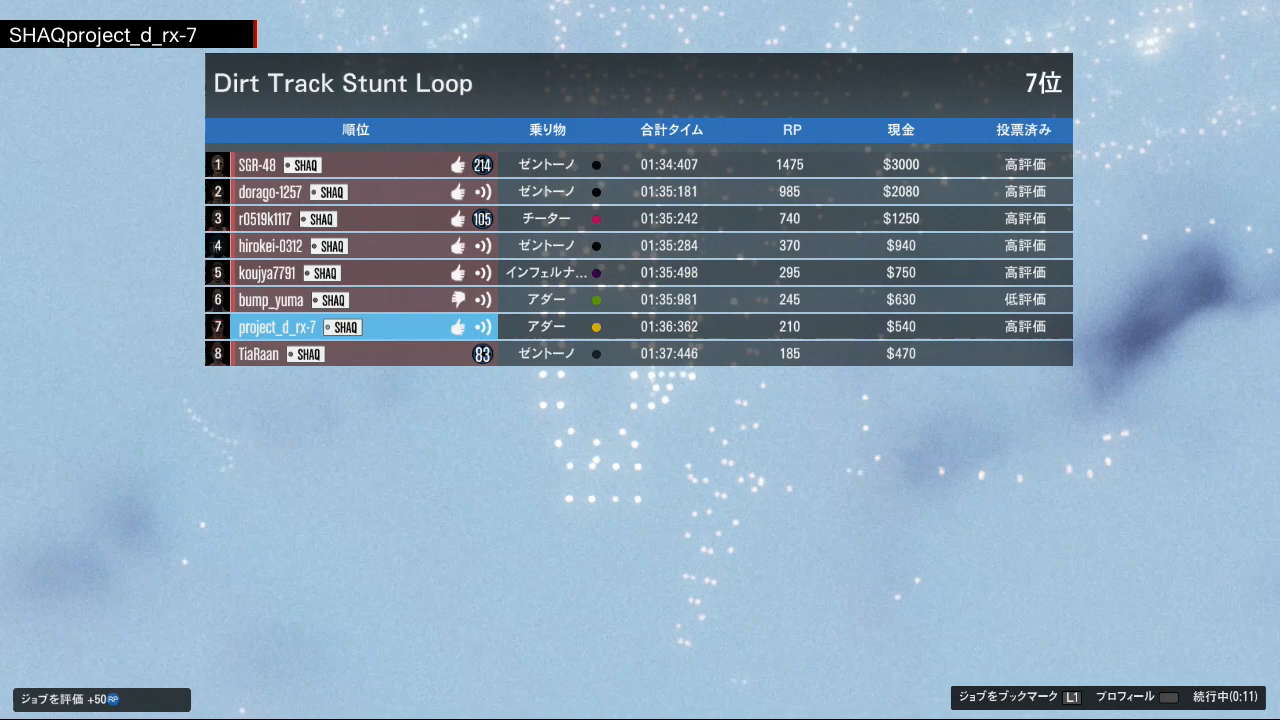 SHAQproject_d_rx-7
Dirt Track Stunt Loop 7位
順位 乗り物 合計タイム RP 現金 投票済み
1 SGR-48 SHAQ 214 ゼントーノ 01:34:407 1475 $3000 高評価
2 dorago-1257 SHAQ ゼントーノ 01:35:181 985 $2080 高評価
3 r0519k1117 SHAQ 105 チーター 01:35:242 740 $1250 高評価
4 hirokei-0312 SHAQ ゼントーノ 01:35:284 370 $940 高評価
5 koujya7791 SHAQ インフェルナ... 01:35:498 295 $750 高評価
6 bump_yuma SHAQ アダー 01:35:981 245 $630 低評価
7 project_d_rx-7 SHAQ アダー 01:36:362 210 $540 高評価
8 TiaRaan SHAQ 83 ゼントーノ 01:37:446 185 $470
ジョブを評価 +50RP
ジョブをブックマーク L1 プロフィール 続行中(0:11)